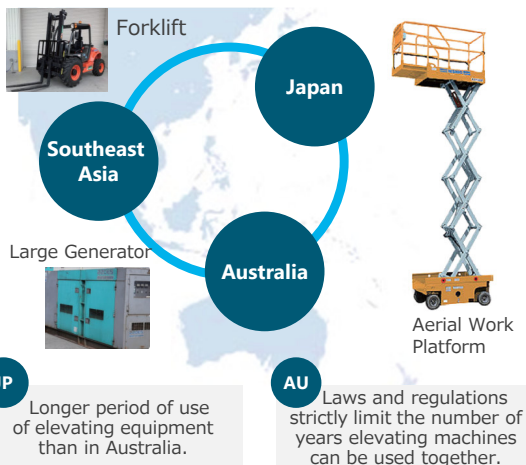 Forklift
Japan
Southeast
Asia
Australia
Large Generator
Aerial Work
Platform
JP
Longer period of use
of elevating equipment
than in Australia.
AU
Laws and regulations
strictly limit the number of
years elevating machines
can be used together.